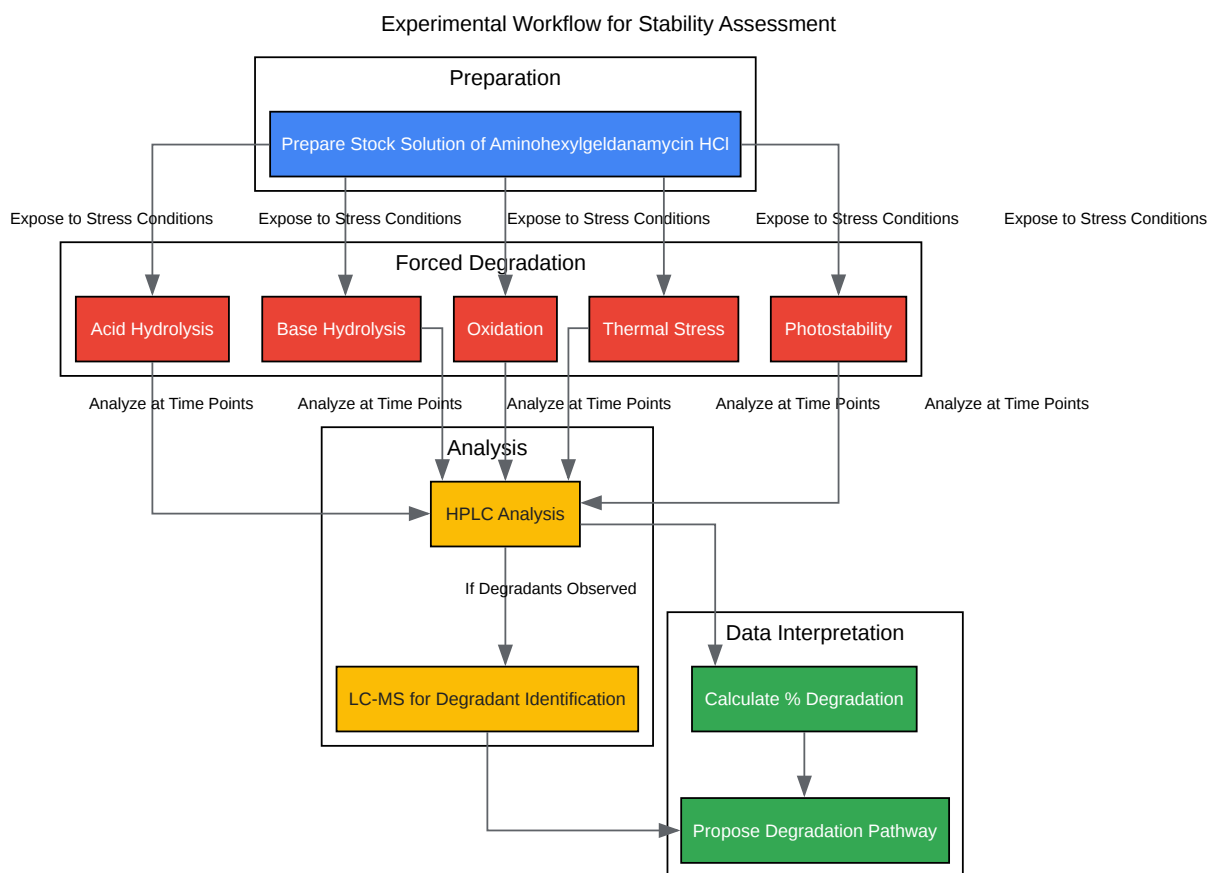 Experimental Workflow for Stability Assessment
Preparation
Prepare Stock Solution of Aminohexylgeldanamycin HCl
Expose to Stress Conditions
Expose to Stress Conditions
Expose to Stress Conditions
Expose to Stress Conditions
Expose to Stress Conditions
Forced Degradation
Acid Hydrolysis
Base Hydrolysis
Oxidation
Thermal Stress
Photostability
Analyze at Time Points
Analyze at Time Points
Analyze at Time Points
Analyze at Time Points
Analyze at Time Points
Analysis
HPLC Analysis
If Degradants Observed
Data Interpretation
LC-MS for Degradant Identification
Calculate % Degradation
Propose Degradation Pathway